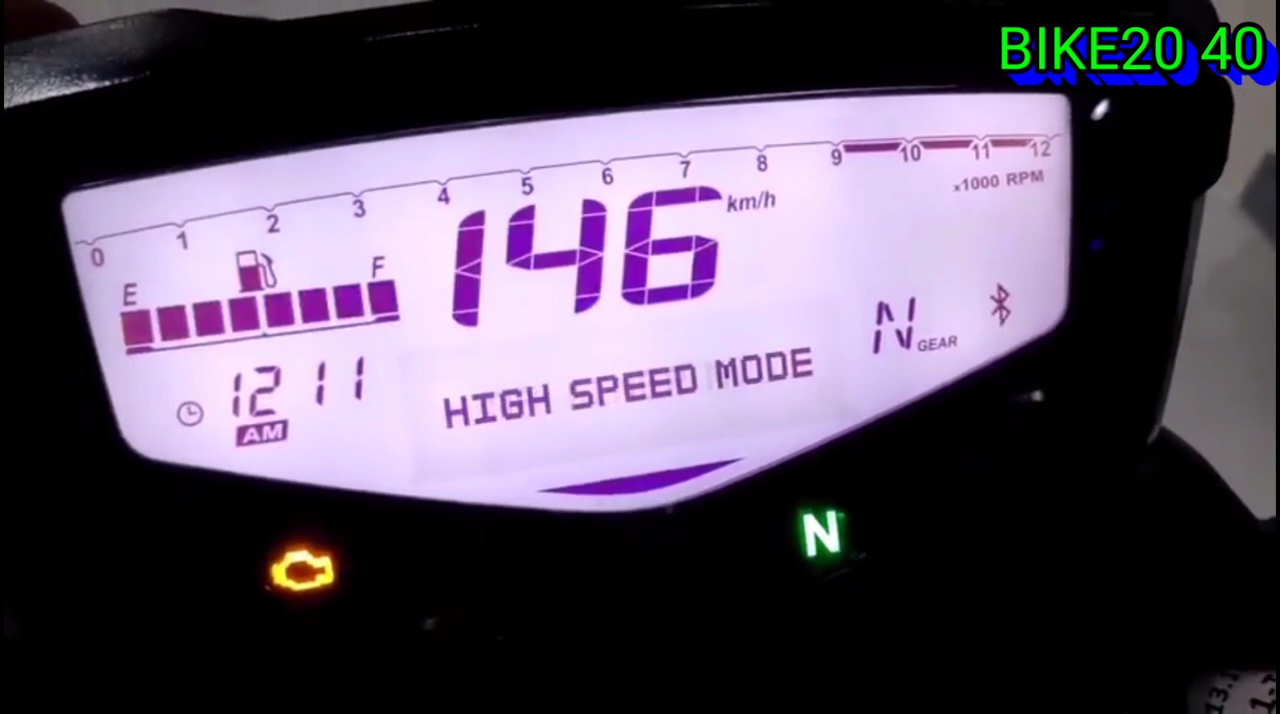 BIKE20 40
0 1 2 3 4 5 6 7 8 9 10 11 12
x1000 RPM
146 km/h
E F
N GEAR
12 11
AM
HIGH SPEED MODE
N